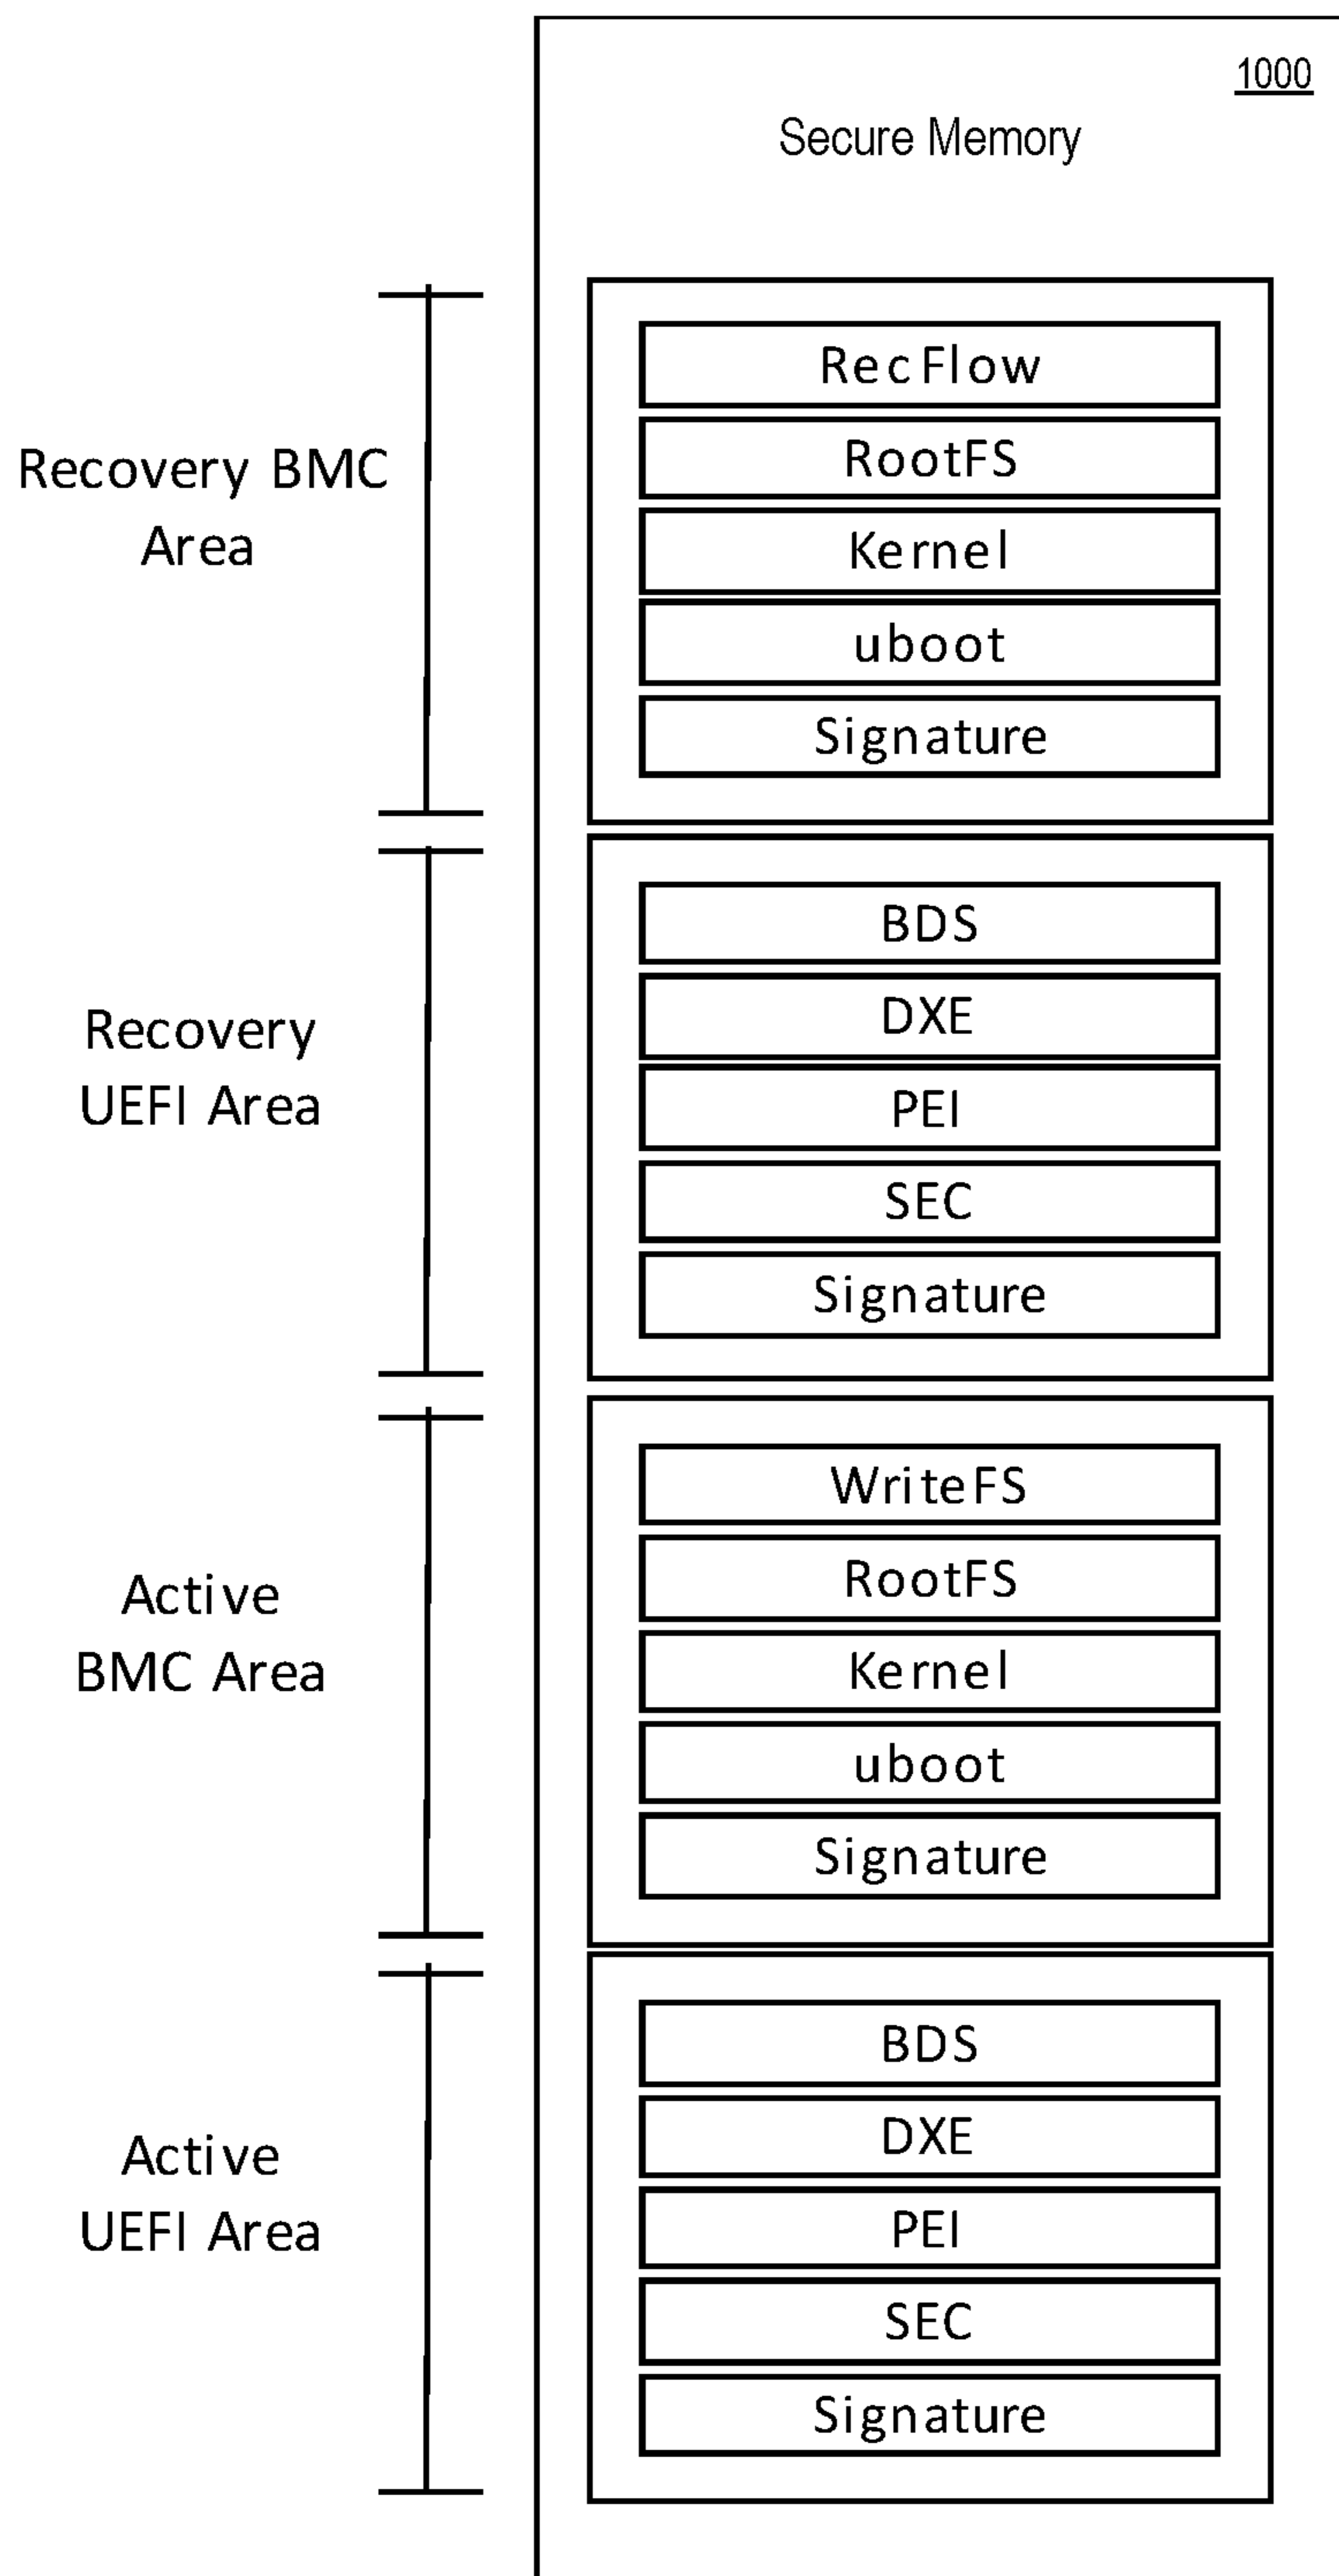 1000
Secure Memory
Recovery BMC
Area
RecFlow
RootFS
Kernel
uboot
Signature
Recovery
UEFI Area
BDS
DXE
PEI
SEC
Signature
Active
BMC Area
WriteFS
RootFS
Kernel
uboot
Signature
Active
UEFI Area
BDS
DXE
PEI
SEC
Signature